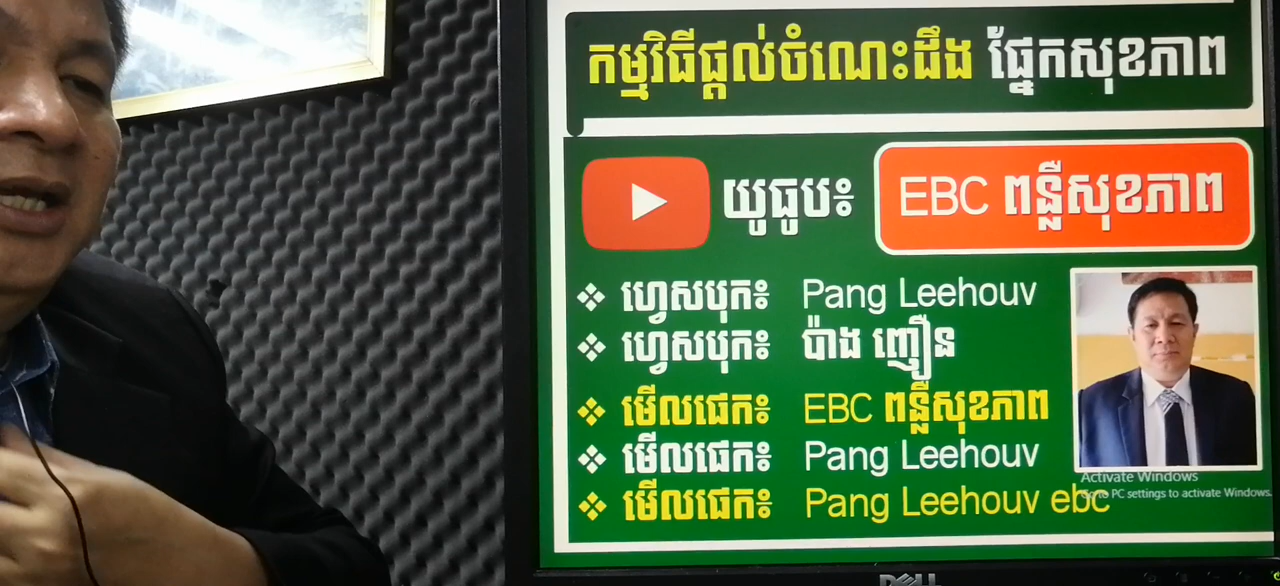 កម្មវិធីផ្តល់ចំណេះដឹង ផ្នែកសុខភាព
យូធូប៖ EBC ពន្លឺសុខភាព
❖ ហ្វេសបុក៖ Pang Leehouv
❖ ហ្វេសបុក៖ ប៉ាង ញឿន
❖ មើលផេក៖ EBC ពន្លឺសុខភាព
❖ មើលផេក៖ Pang Leehouv
❖ មើលផេក៖ Pang Leehouv ebc
Activate Windows
Go to PC settings to activate Windows.
DELL